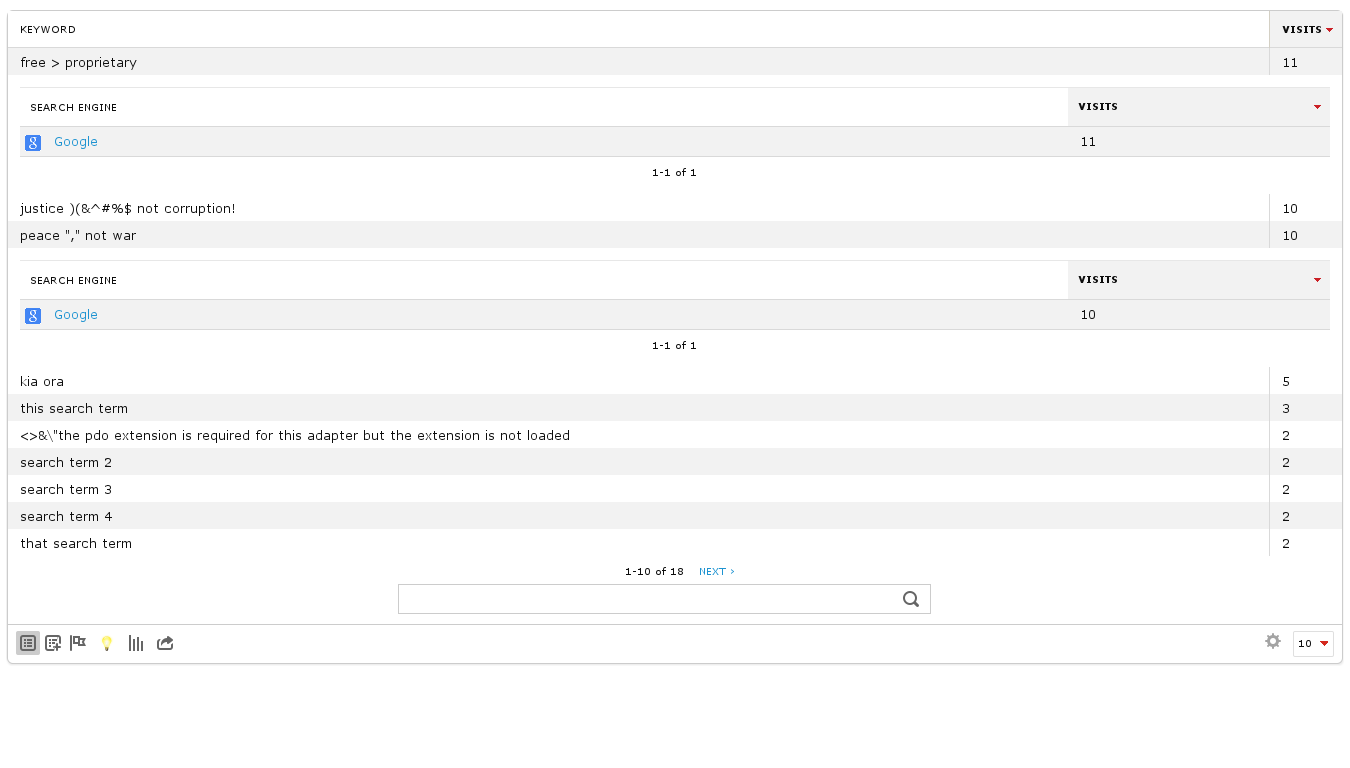 KEYWORD VISITS
free > proprietary 11
SEARCH ENGINE VISITS
Google 11
1-1 of 1
justice )(&^#%$ not corruption! 10
peace "," not war 10
SEARCH ENGINE VISITS
Google 10
1-1 of 1
kia ora 5
this search term 3
<>&\"the pdo extension is required for this adapter but the extension is not loaded 2
search term 2 2
search term 3 2
search term 4 2
that search term 2
1-10 of 18 NEXT ›
10